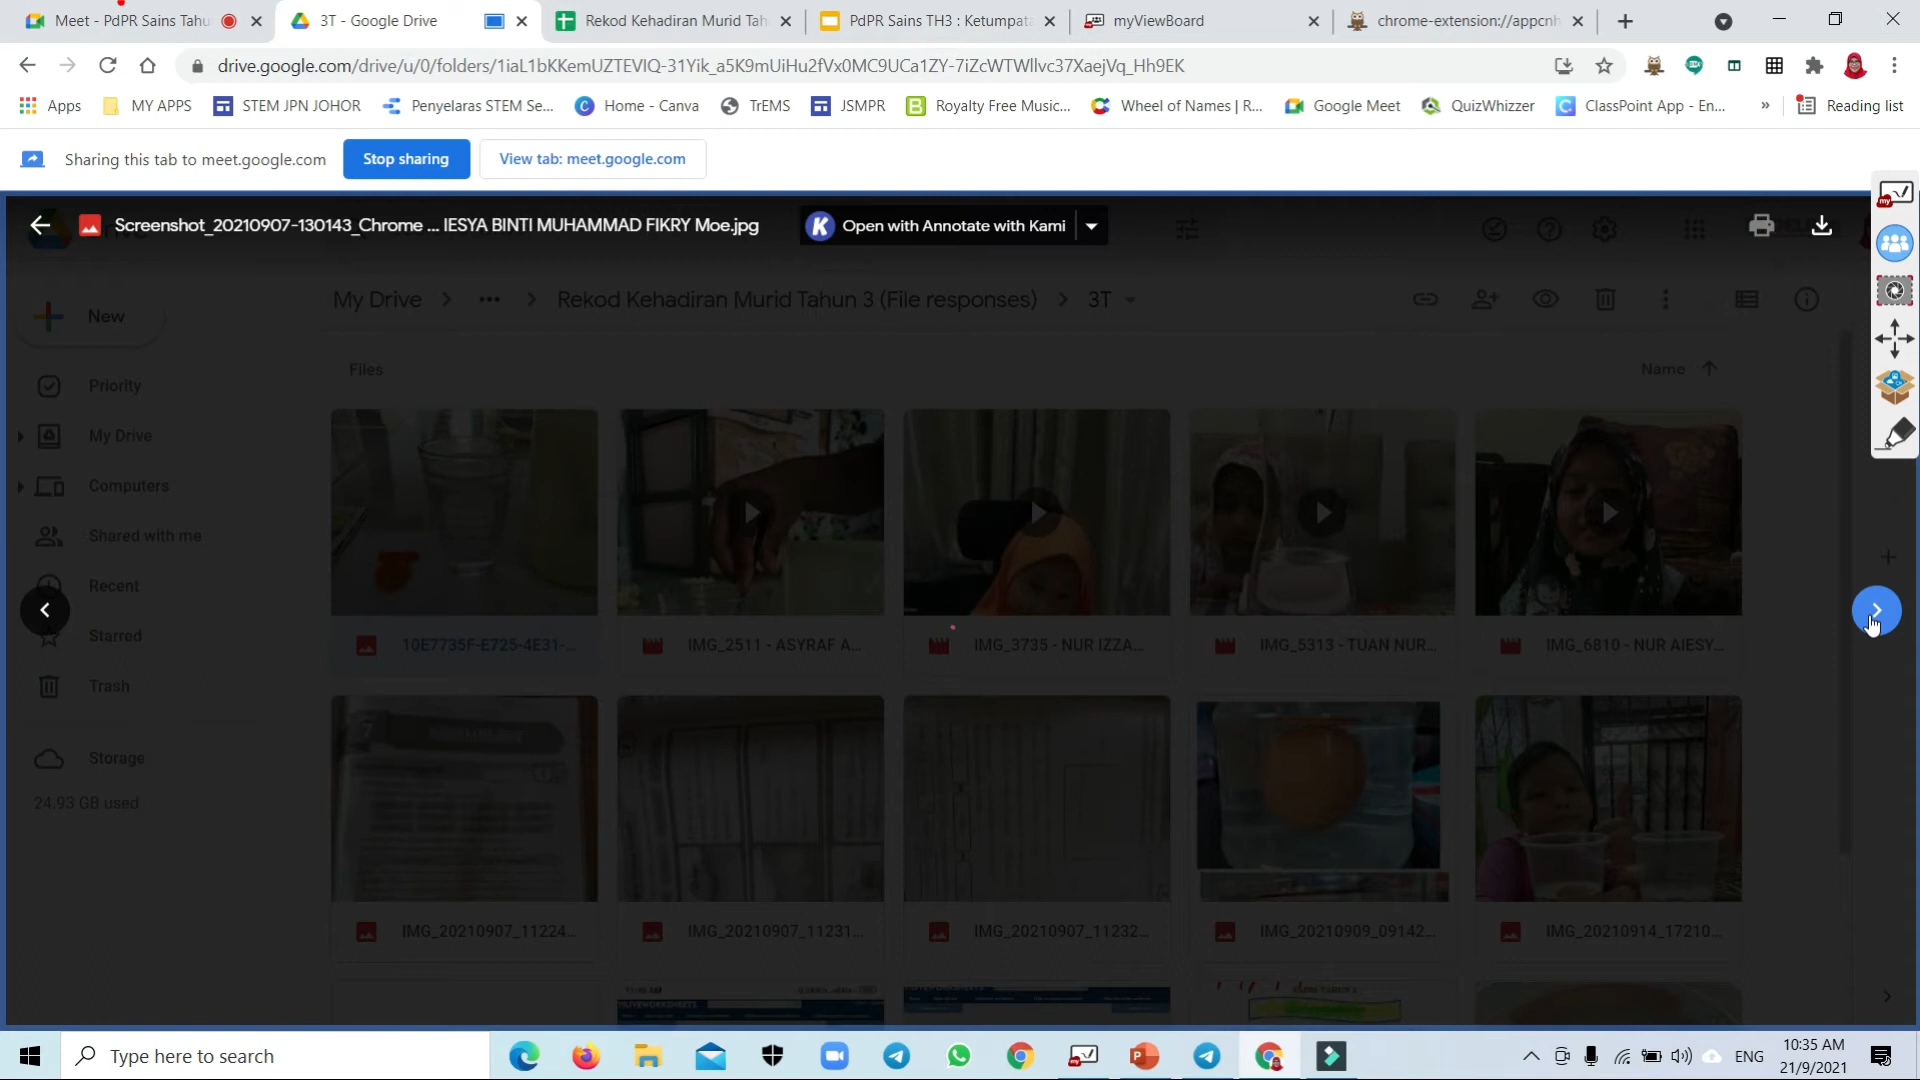 Meet - PdPR Sains Tahu
3T - Google Drive
Rekod Kehadiran Murid Tah
PdPR Sains TH3 : Ketumpata
myViewBoard
chrome-extension://appcnh
drive.google.com/drive/u/0/folders/1iaL1bKKemUZTEVIQ-31Yik_a5K9mUiHu2fVx0MC9UCa1ZY-7iZcWTWllvc37XaejVq_Hh9EK
Apps
MY APPS
STEM JPN JOHOR
Penyelaras STEM Se...
Home - Canva
TrEMS
JSMPR
Royalty Free Music...
Wheel of Names | R...
Google Meet
QuizWhizzer
ClassPoint App - En...
»
Reading list
Sharing this tab to meet.google.com
Stop sharing
View tab: meet.google.com
Screenshot_20210907-130143_Chrome ... IESYA BINTI MUHAMMAD FIKRY Moe.jpg
Open with Annotate with Kami
New
My Drive > ... > Rekod Kehadiran Murid Tahun 3 (File responses) > 3T
Files
Name
Priority
My Drive
Computers
Shared with me
Recent
Starred
Trash
Storage
24.93 GB used
10E7735F-E725-4E31-...
IMG_2511 - ASYRAF A...
IMG_3735 - NUR IZZA...
IMG_5313 - TUAN NUR...
IMG_6810 - NUR AIESY...
IMG_20210907_11224...
IMG_20210907_11231...
IMG_20210907_11232...
IMG_20210909_09142...
IMG_20210914_17210...
Type here to search
ENG
10:35 AM
21/9/2021